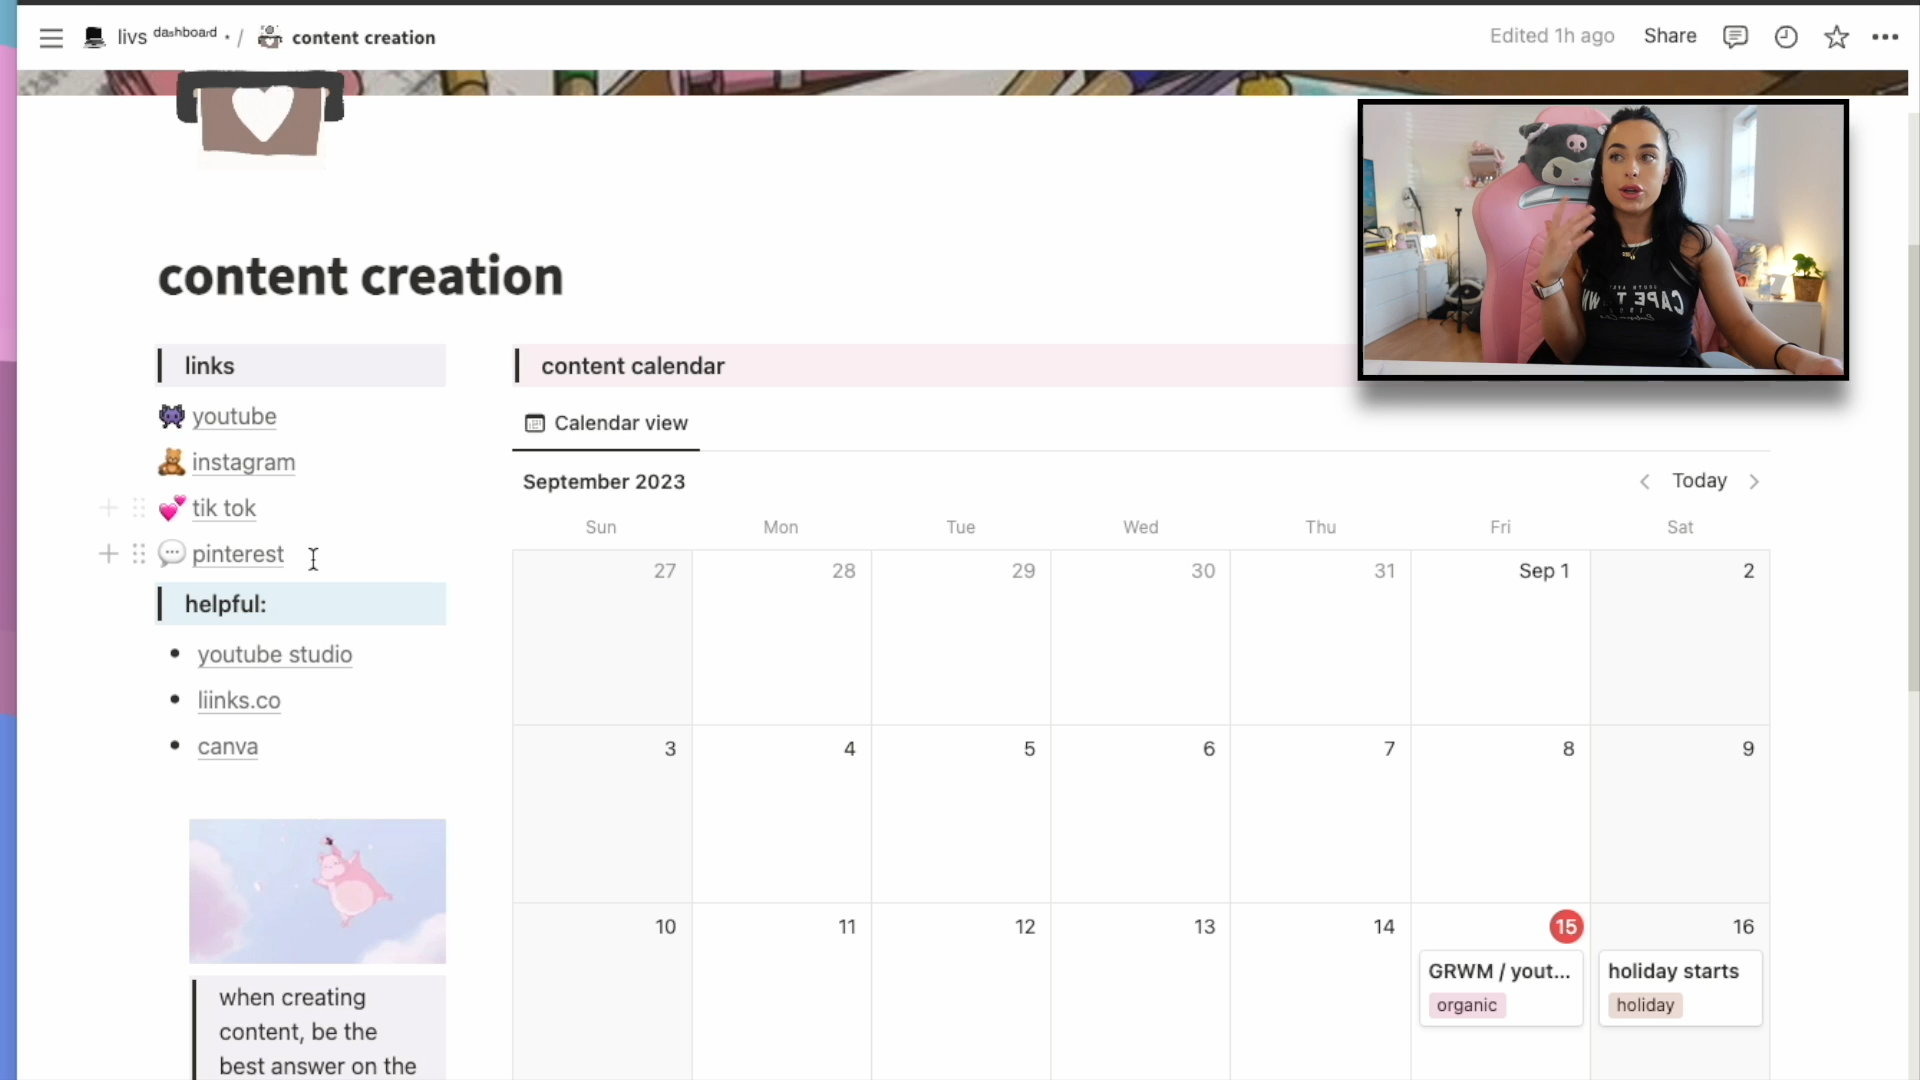 livs dashboard · / content creation
Edited 1h ago Share
content creation
links
youtube
instagram
tik tok
pinterest
helpful:
youtube studio
liinks.co
canva
when creating
content, be the
best answer on the
content calendar
Calendar view
September 2023
Today
Sun Mon Tue Wed Thu Fri Sat
27 28 29 30 31 Sep 1 2
3 4 5 6 7 8 9
10 11 12 13 14 15 16
GRWM / yout...
organic
holiday starts
holiday
CAPE TOWN